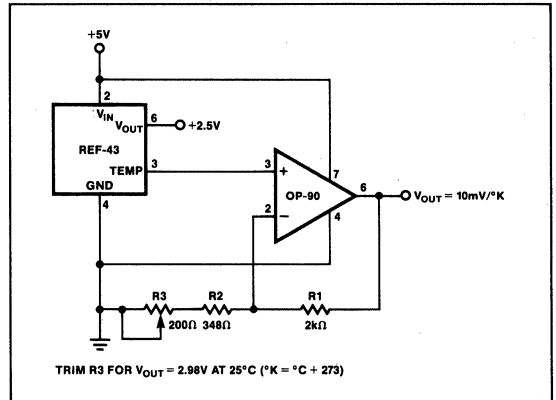 +5V
2
VIN
VOUT
6
+2.5V
REF-43
TEMP
3
3
+
7
OP-90
6
VOUT = 10mV/°K
GND
4
2
−
4
R3
R2
R1
200Ω
348Ω
2kΩ
TRIM R3 FOR VOUT = 2.98V AT 25°C (°K = °C + 273)